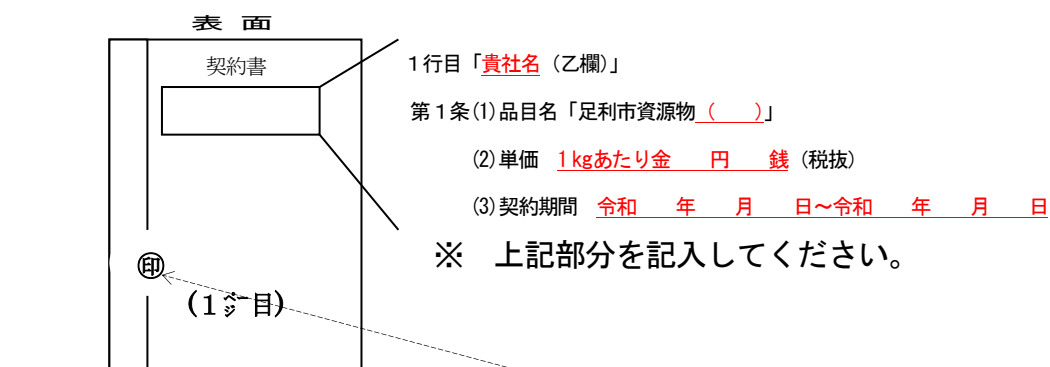 表 面
契約書
1行目「貴社名(乙欄)」
第1条(1)品目名「足利市資源物(　　)」
(2)単価　1kgあたり金　　円　　銭(税抜)
(3)契約期間　令和　　年　　月　　日～令和　　年　　月　　日
※　上記部分を記入してください。
㊞
(1㌻目)